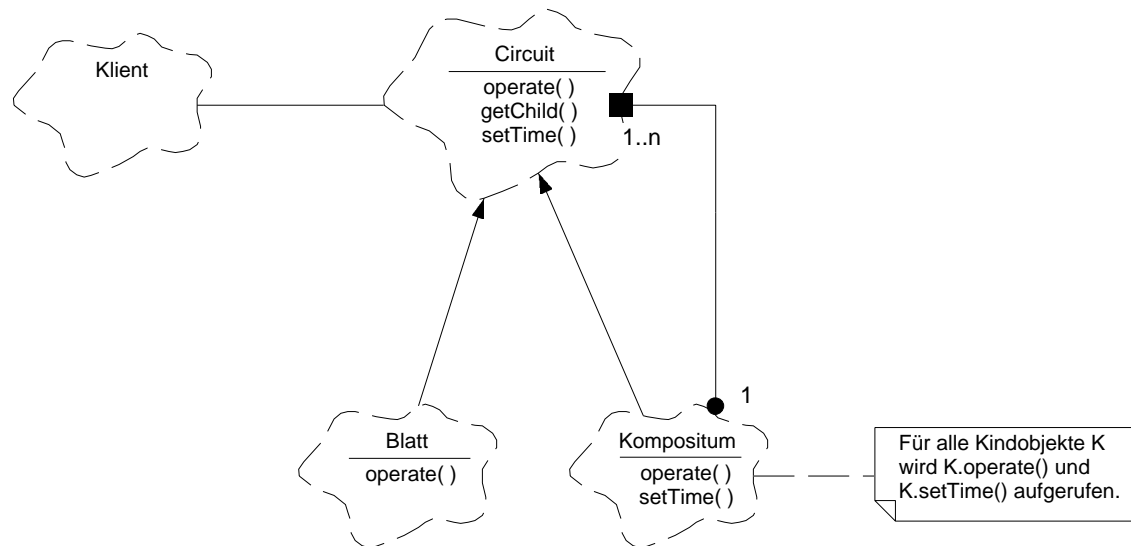 Klient
Circuit
operate( )
getChild( )
setTime( )
1..n
1
Blatt
operate( )
Kompositum
operate( )
setTime( )
Für alle Kindobjekte K
wird K.operate() und
K.setTime() aufgerufen.